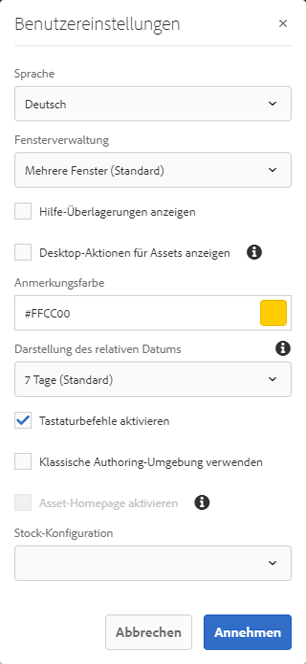 Benutzereinstellungen
Sprache
Deutsch
Fensterverwaltung
Mehrere Fenster (Standard)
Hilfe-Überlagerungen anzeigen
Desktop-Aktionen für Assets anzeigen
Anmerkungsfarbe
#FFCC00
Darstellung des relativen Datums
7 Tage (Standard)
Tastaturbefehle aktivieren
Klassische Authoring-Umgebung verwenden
Asset-Homepage aktivieren
Stock-Konfiguration
Abbrechen Annehmen